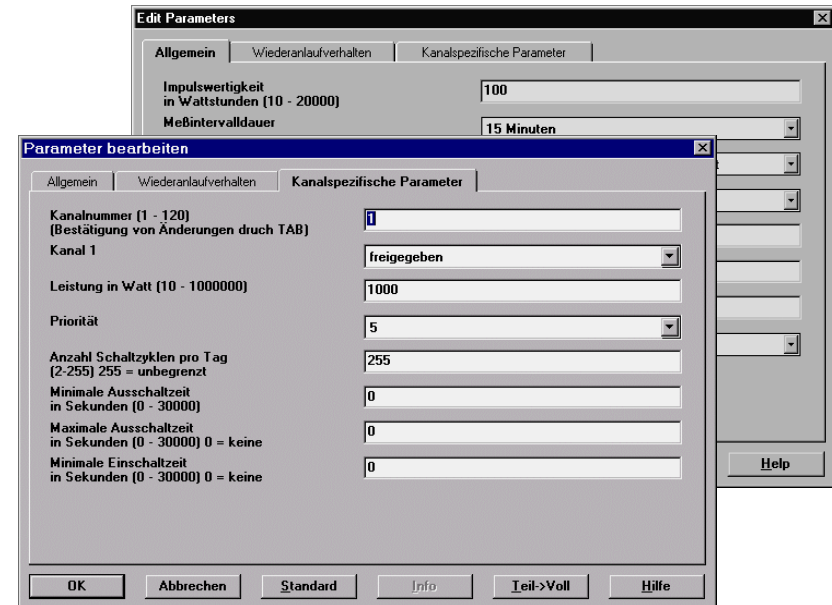 Edit Parameters
Allgemein Wiederanlaufverhalten Kanalspezifische Parameter
Impulswertigkeit
in Wattstunden (10 - 20000)
100
Meßintervalldauer
15 Minuten
Parameter bearbeiten
Allgemein Wiederanlaufverhalten Kanalspezifische Parameter
Kanalnummer (1 - 120)
(Bestätigung von Änderungen druch TAB)
1
Kanal 1
freigegeben
Leistung in Watt (10 - 1000000)
1000
Priorität
5
Anzahl Schaltzyklen pro Tag
(2-255) 255 = unbegrenzt
255
Minimale Ausschaltzeit
in Sekunden (0 - 30000)
0
Maximale Ausschaltzeit
in Sekunden (0 - 30000) 0 = keine
0
Minimale Einschaltzeit
in Sekunden (0 - 30000) 0 = keine
0
Help
OK Abbrechen Standard Info Teil->Voll Hilfe